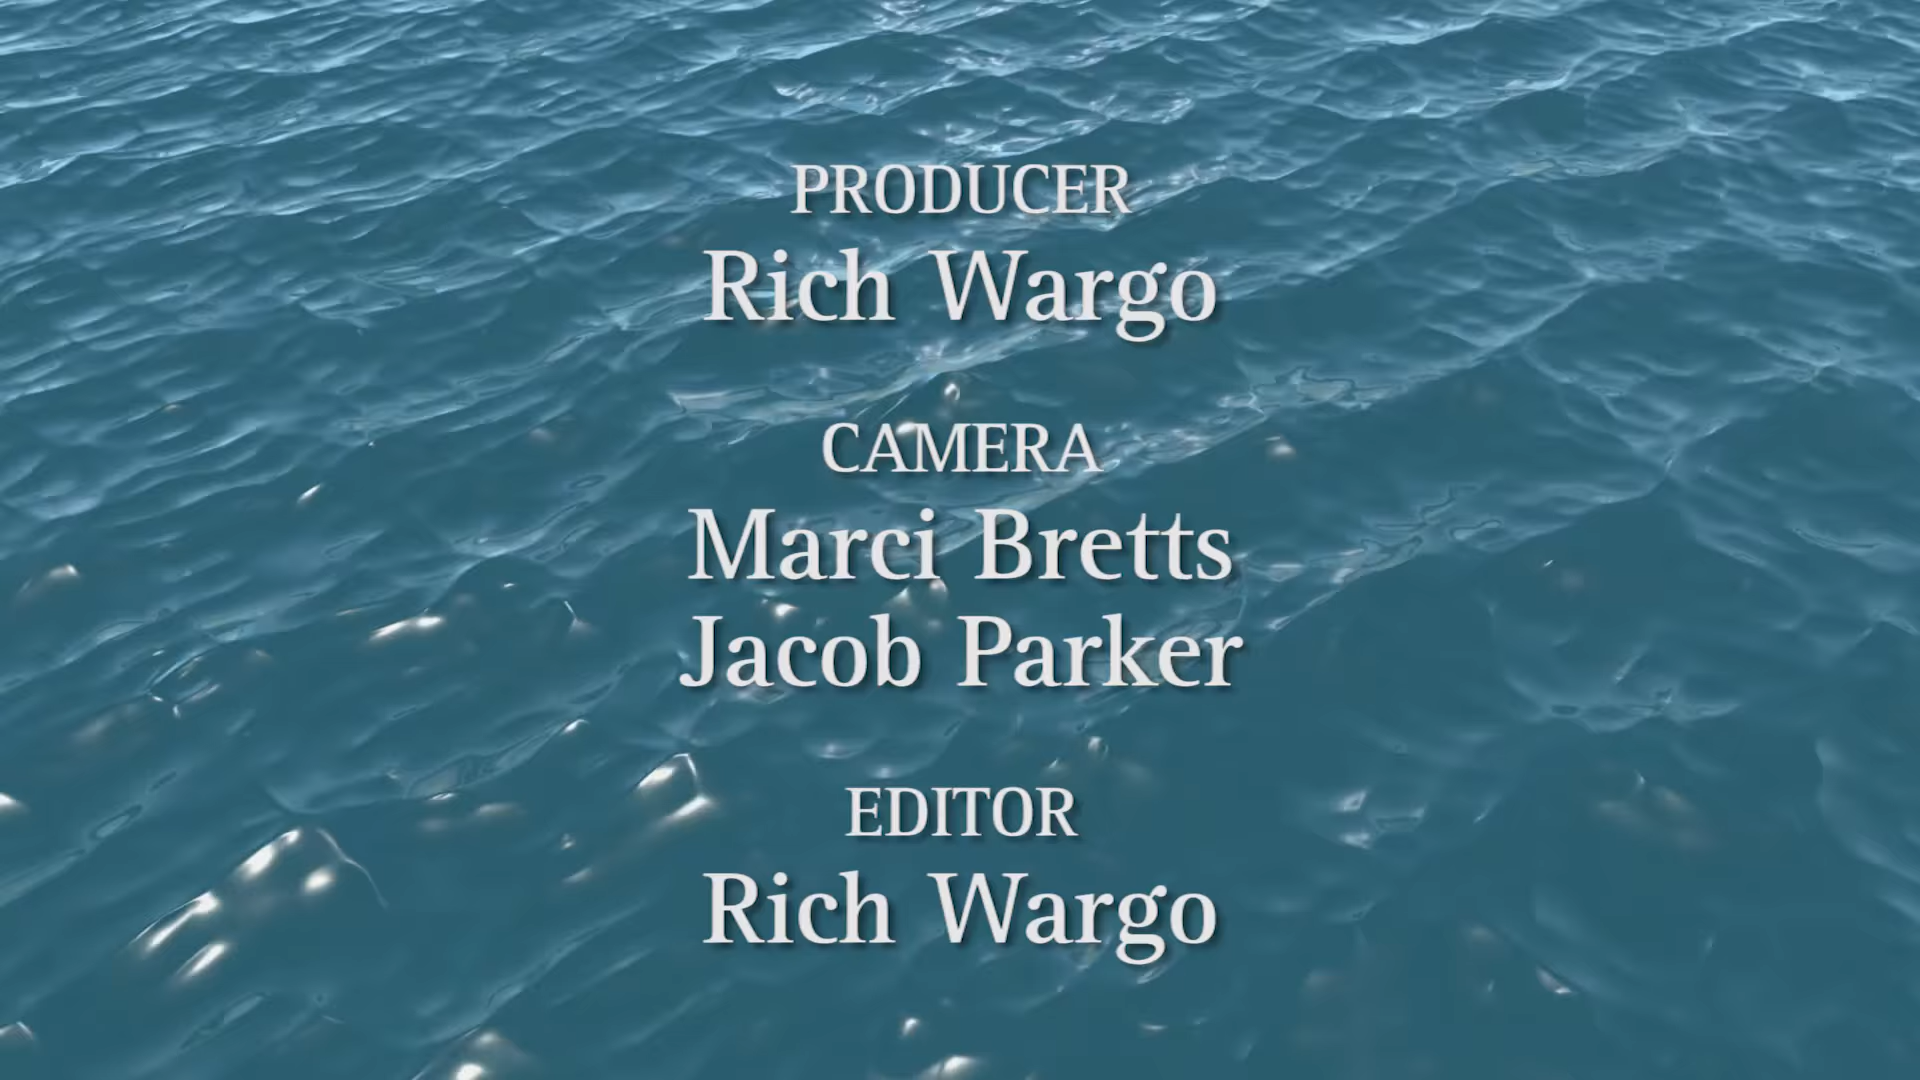 PRODUCER
Rich Wargo
CAMERA
Marci Bretts
Jacob Parker
EDITOR
Rich Wargo